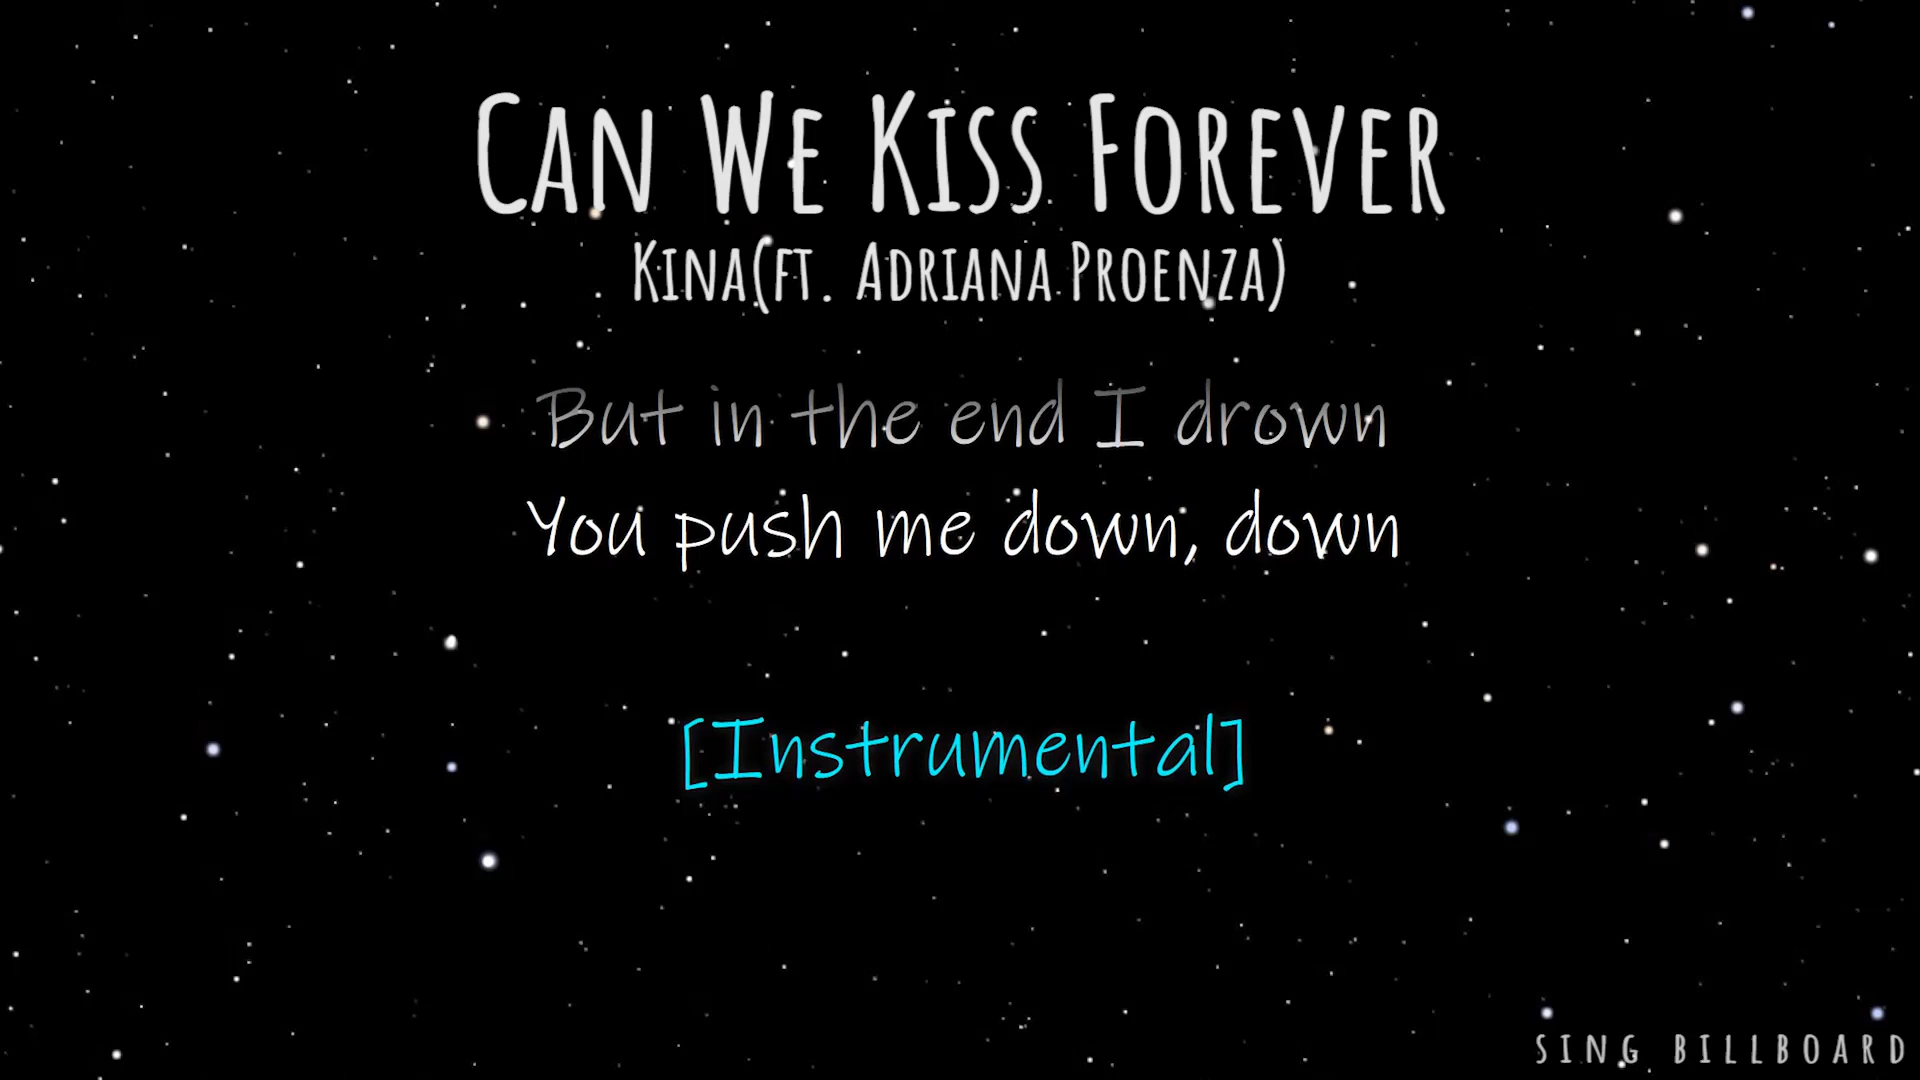 CAN WE KISS FOREVER
KINA(FT. ADRIANA PROENZA)
But in the end I drown
You push me down, down
[Instrumental]
SING BILLBOARD